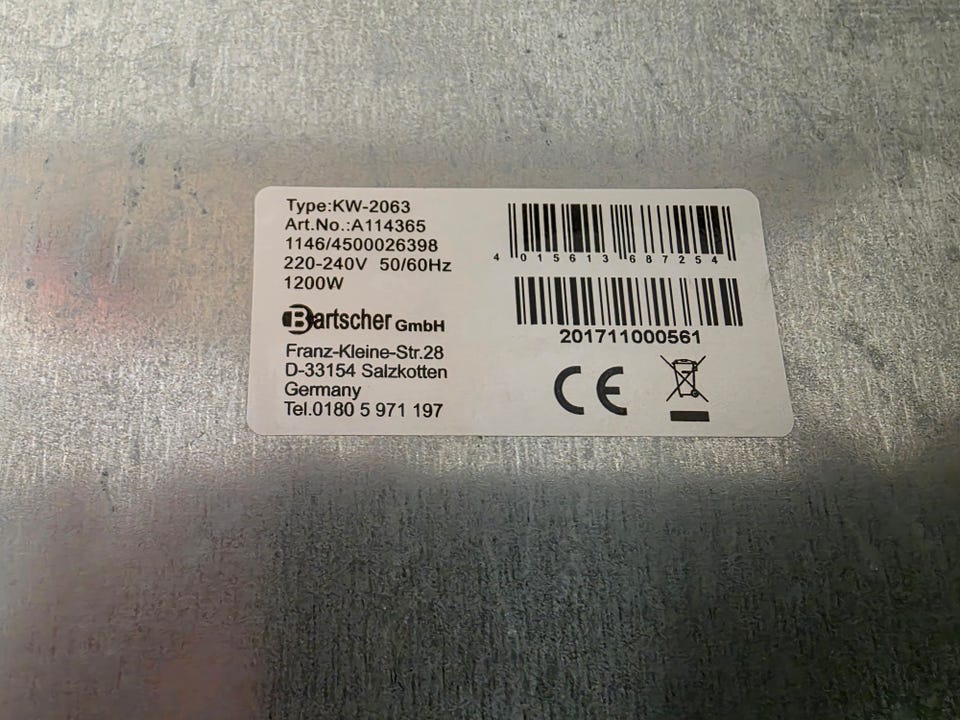 Type:KW-2063
Art.No.:A114365
1146/4500026398
220-240V 50/60Hz
1200W
Bartscher GmbH
Franz-Kleine-Str.28
D-33154 Salzkotten
Germany
Tel.0180 5 971 197
4 015613 687254
201711000561
CE